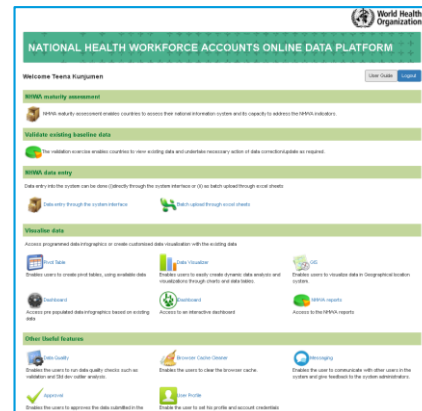 World Health
Organization
NATIONAL HEALTH WORKFORCE ACCOUNTS ONLINE DATA PLATFORM
Welcome Teena Kunjumen
User Guide
Logout
NHWA maturity assessment
NHWA maturity assessment enables countries to assess their national information system and its capacity to address the NHWA indicators.
Validate existing baseline data
The validation exercise enables countries to view existing data and undertake necessary action of data correction/update as required.
NHWA data entry
Data entry into the system can be done (i)directly through the system interface or (ii) as batch upload through excel sheets
Data entry through the system interface
Batch upload through excel sheets
Visualise data
Access programmed data/infographics or create customised data visualisation with the existing data.
Pivot Table
Data Visualizer
GIS
Enables users to create pivot tables, using available data
Enables users to easily create dynamic data analysis and
visualizations through charts and data tables.
Enables users to visualize data in Geographical location
system.
Dashboard
Dashboard
NHWA reports
Access pre populated data/infographics based on existing
data
Access to an interactive dashboard
Access to the NHWA reports
Other Useful features
Data Quality
Browser Cache Cleaner
Messaging
Enables the users to run data quality checks such as
validation and Std dev outlier analysis.
Enables the users to clear the browser cache.
Enables the user to communicate with other users in the
system and give feedback to the system administrators
Approval
User Profile
Enables the users to approves the data submitted in the
Enable the user to set his profile and account credentials